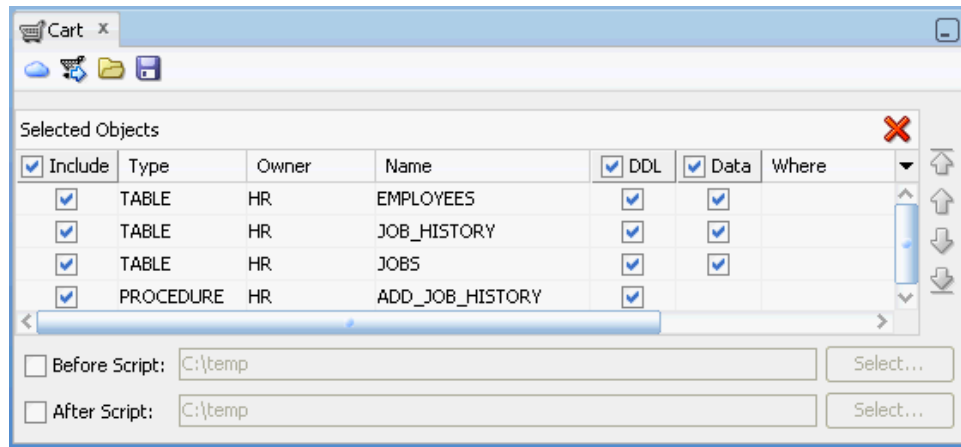 Cart x
Selected Objects
Include Type Owner Name DDL Data Where
TABLE HR EMPLOYEES
TABLE HR JOB_HISTORY
TABLE HR JOBS
PROCEDURE HR ADD_JOB_HISTORY
Before Script: C:\temp Select...
After Script: C:\temp Select...